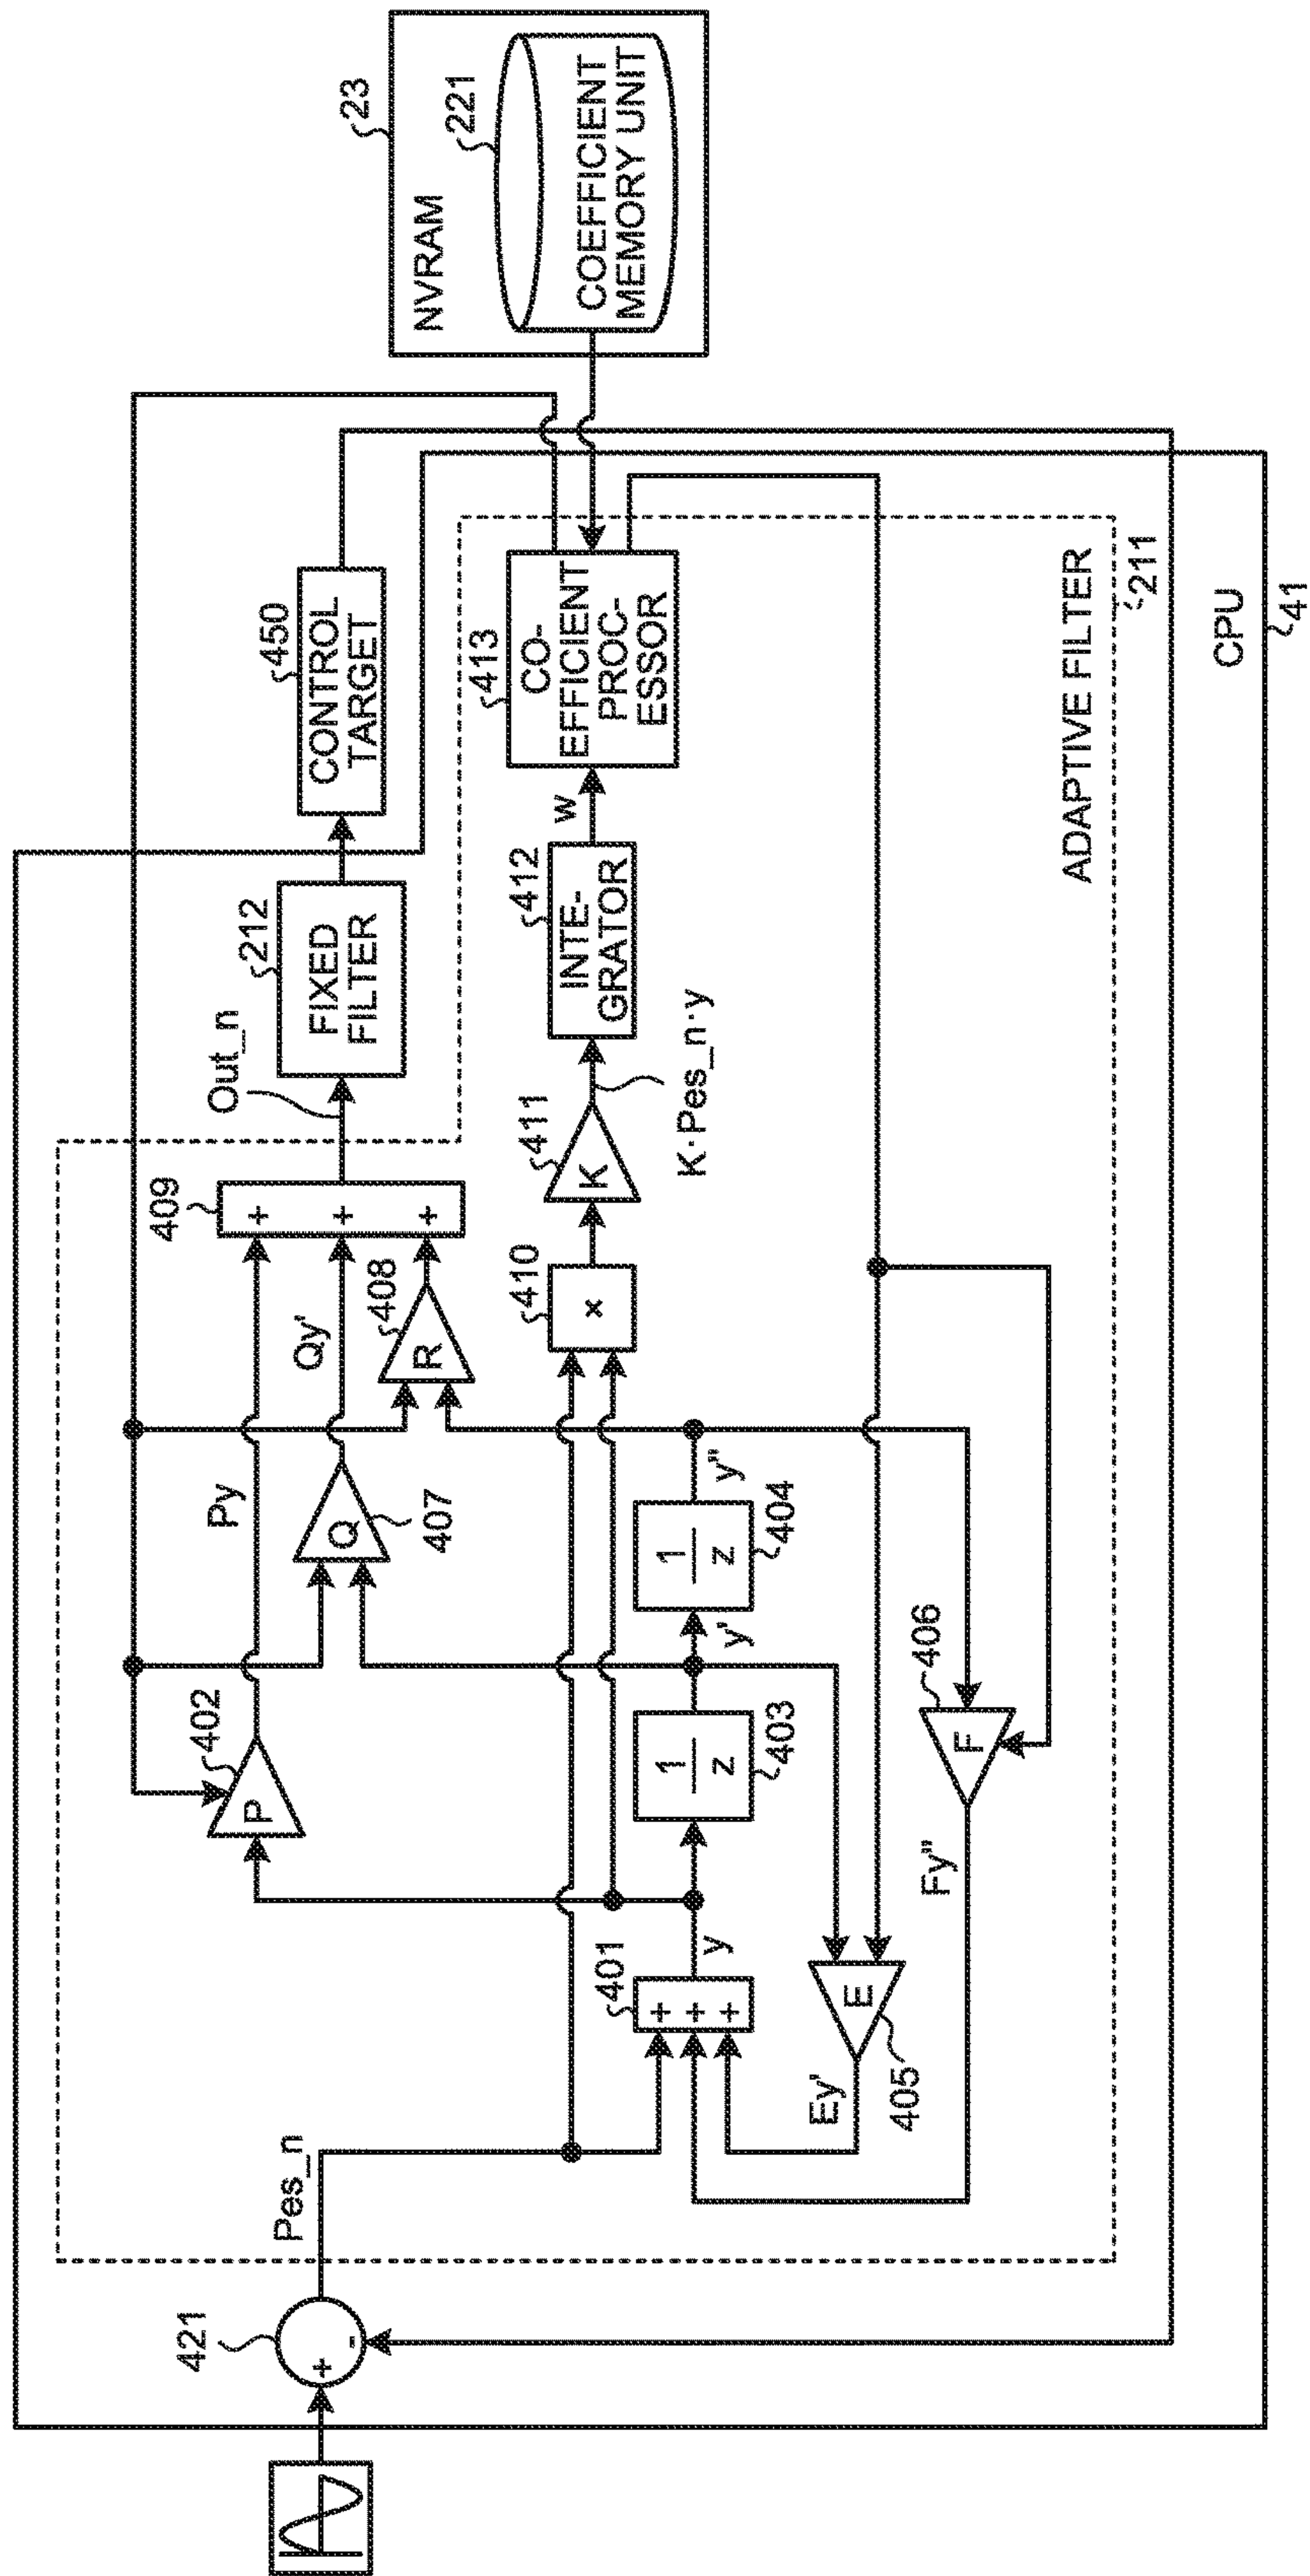 421
+
-
Pes_n
401
+
+
+
y
Ey'
E
405
Fy"
F
406
402
P
Py
1
z
403
y'
1
z
404
y"
Q
407
Qy'
R
408
409
+
+
+
Out_n
212
FIXED
FILTER
450
CONTROL
TARGET
410
×
411
K
K·Pes_n·y
412
INTE-
GRATOR
w
413
CO-
EFFICIENT
PROC-
ESSOR
23
NVRAM
221
COEFFICIENT
MEMORY UNIT
ADAPTIVE FILTER
211
CPU
41